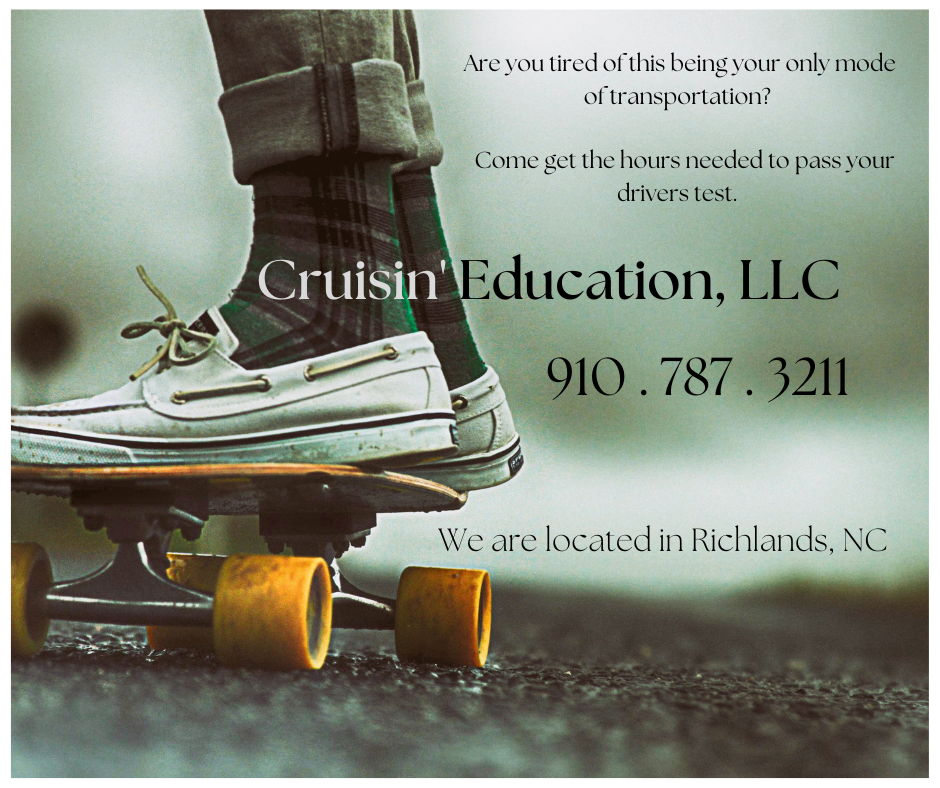 Are you tired of this being your only mode
of transportation?
Come get the hours needed to pass your
drivers test.
Cruisin' Education, LLC
910 . 787 . 3211
We are located in Richlands, NC